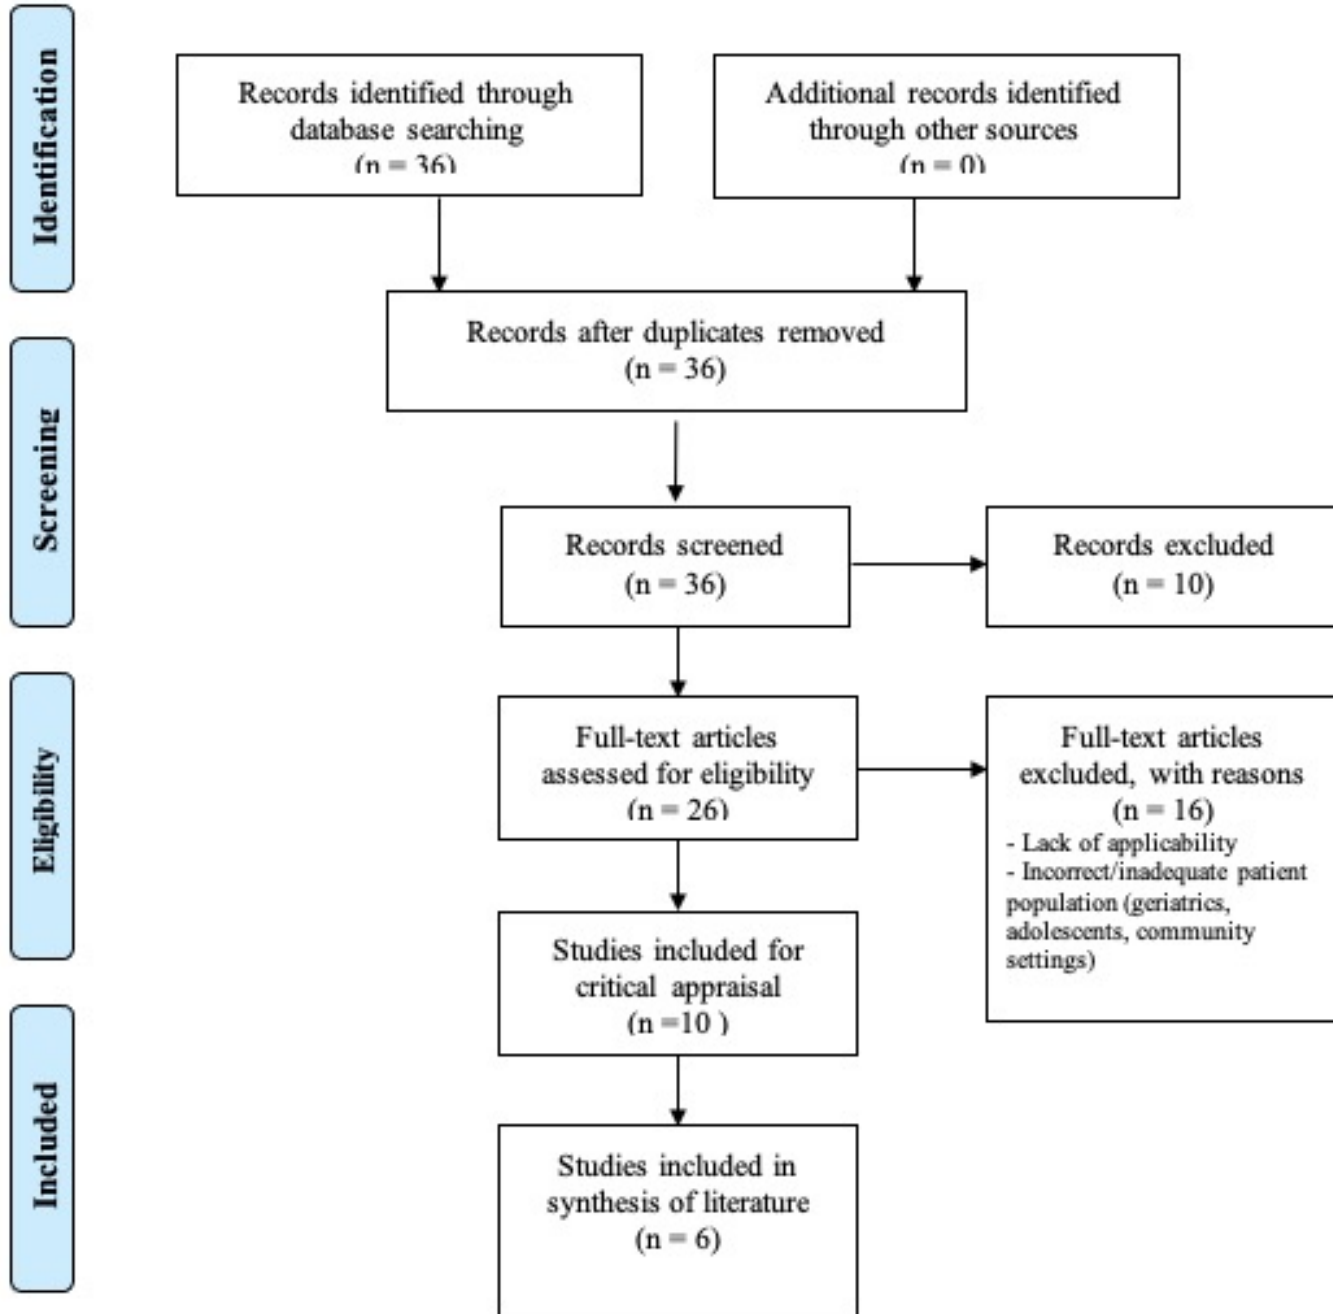 Identification
Records identified through
database searching
(n = 36)
Additional records identified
through other sources
(n = 0)
Records after duplicates removed
(n = 36)
Screening
Records screened
(n = 36)
Records excluded
(n = 10)
Eligibility
Full-text articles
assessed for eligibility
(n = 26)
Full-text articles
excluded, with reasons
(n = 16)
- Lack of applicability
- Incorrect/inadequate patient
population (geriatrics,
adolescents, community
settings)
Studies included for
critical appraisal
(n =10 )
Included
Studies included in
synthesis of literature
(n = 6)